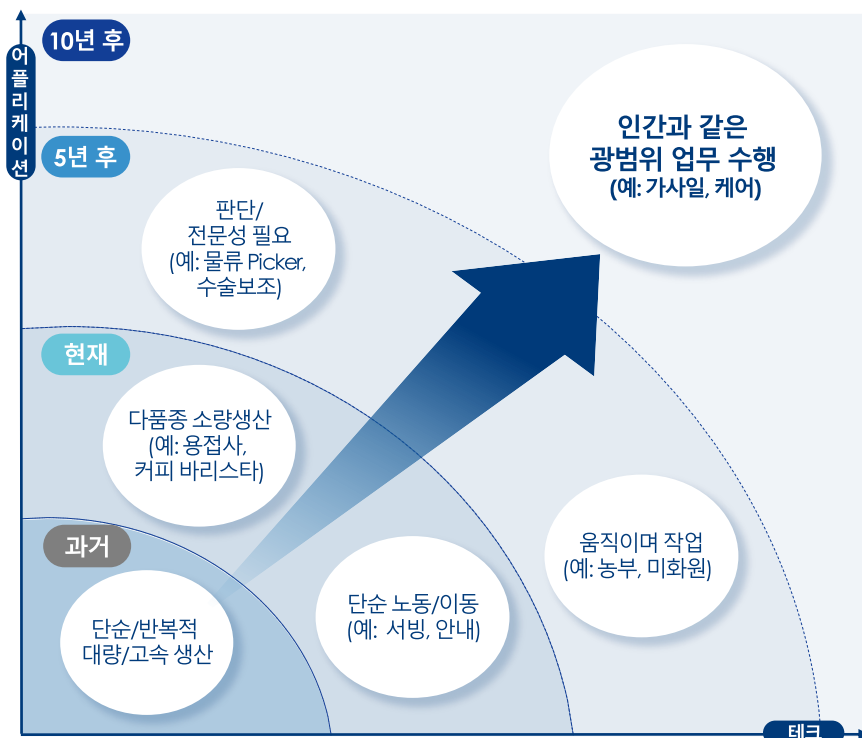 어플리케이션
10년 후
인간과 같은
광범위 업무 수행
(예: 가사일, 케어)
5년 후
판단/
전문성 필요
(예: 물류 Picker,
수술보조)
움직이며 작업
(예: 농부, 미화원)
현재
다품종 소량생산
(예: 용접사,
커피 바리스타)
단순 노동/이동
(예: 서빙, 안내)
과거
단순/반복적
대량/고속 생산
테크